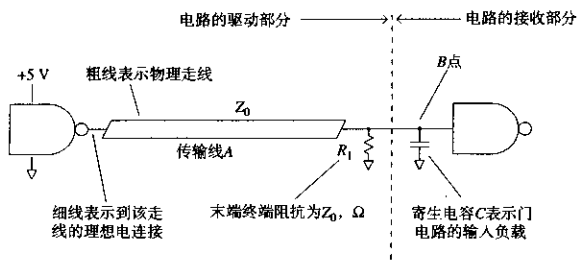 电路的驱动部分
电路的接收部分
+5 V
粗线表示物理走线
B点
Z₀
传输线A
R₁
细线表示到该走
线的理想电连接
末端终端阻抗为Z₀, Ω
寄生电容C表示门
电路的输入负载